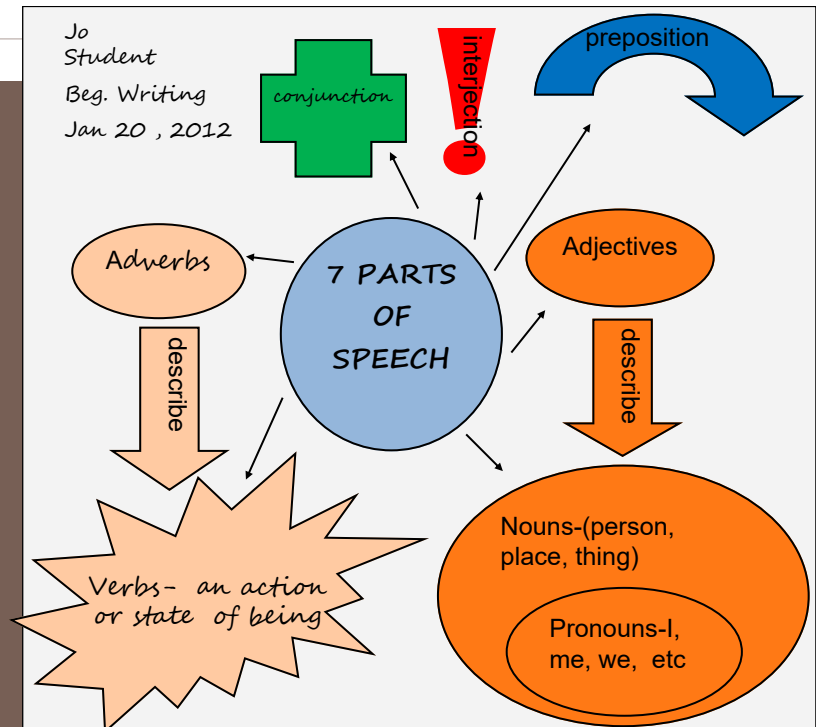 Jo
Student
Beg. Writing
Jan 20 , 2012
conjunction
interjection
preposition
Adverbs
7 PARTS
OF
SPEECH
Adjectives
describe
describe
Verbs- an action
or state of being
Nouns-(person,
place, thing)
Pronouns-I,
me, we, etc